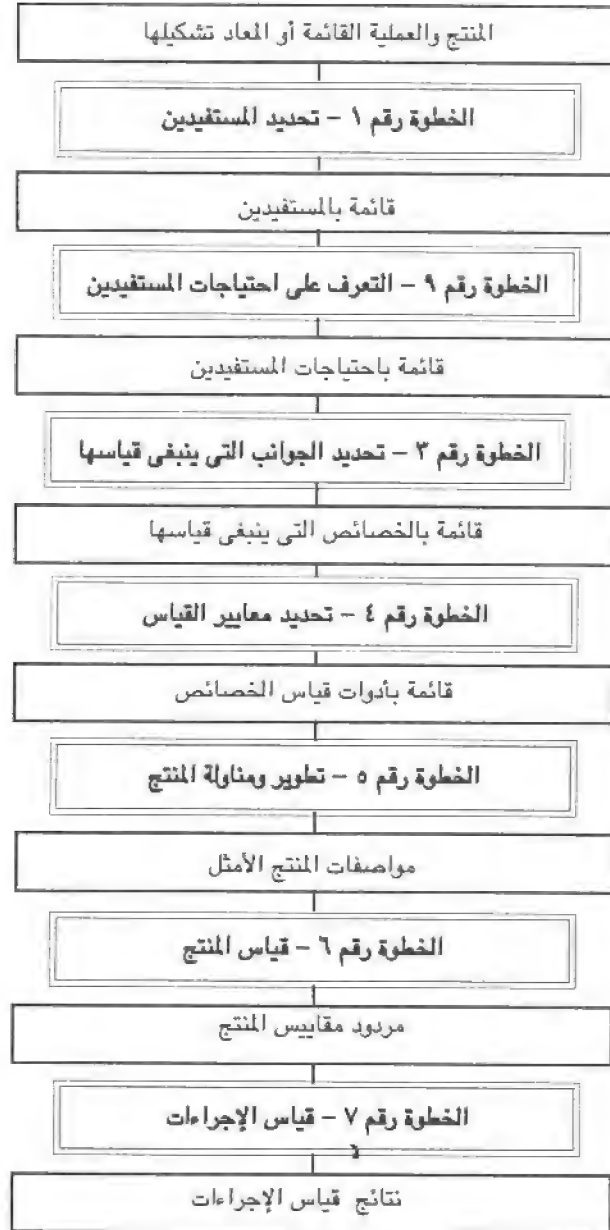 المنتج والعملية القائمة أو المعاد تشكيلها
الخطوة رقم ١ – تحديد المستفيدين
قائمة بالمستفيدين
الخطوة رقم ٩ – التعرف على احتياجات المستفيدين
قائمة باحتياجات المستفيدين
الخطوة رقم ٣ – تحديد الجوانب التى ينبغى قياسها
قائمة بالخصائص التى ينبغى قياسها
الخطوة رقم ٤ – تحديد معايير القياس
قائمة بأدوات قياس الخصائص
الخطوة رقم ٥ – تطوير ومناولة المنتج
مواصفات المنتج الأمثل
الخطوة رقم ٦ – قياس المنتج
مردود مقاييس المنتج
الخطوة رقم ٧ – قياس الإجراءات
نتائج قياس الإجراءات